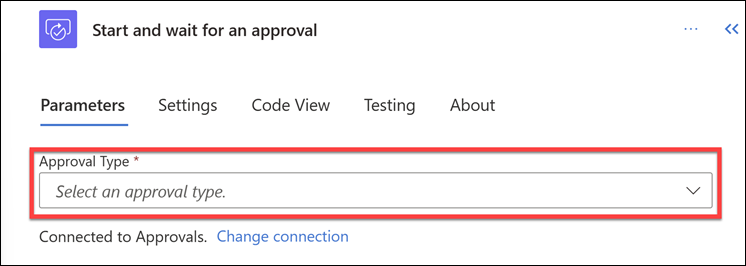 Start and wait for an approval
Parameters Settings Code View Testing About
Approval Type *
Select an approval type.
Connected to Approvals. Change connection